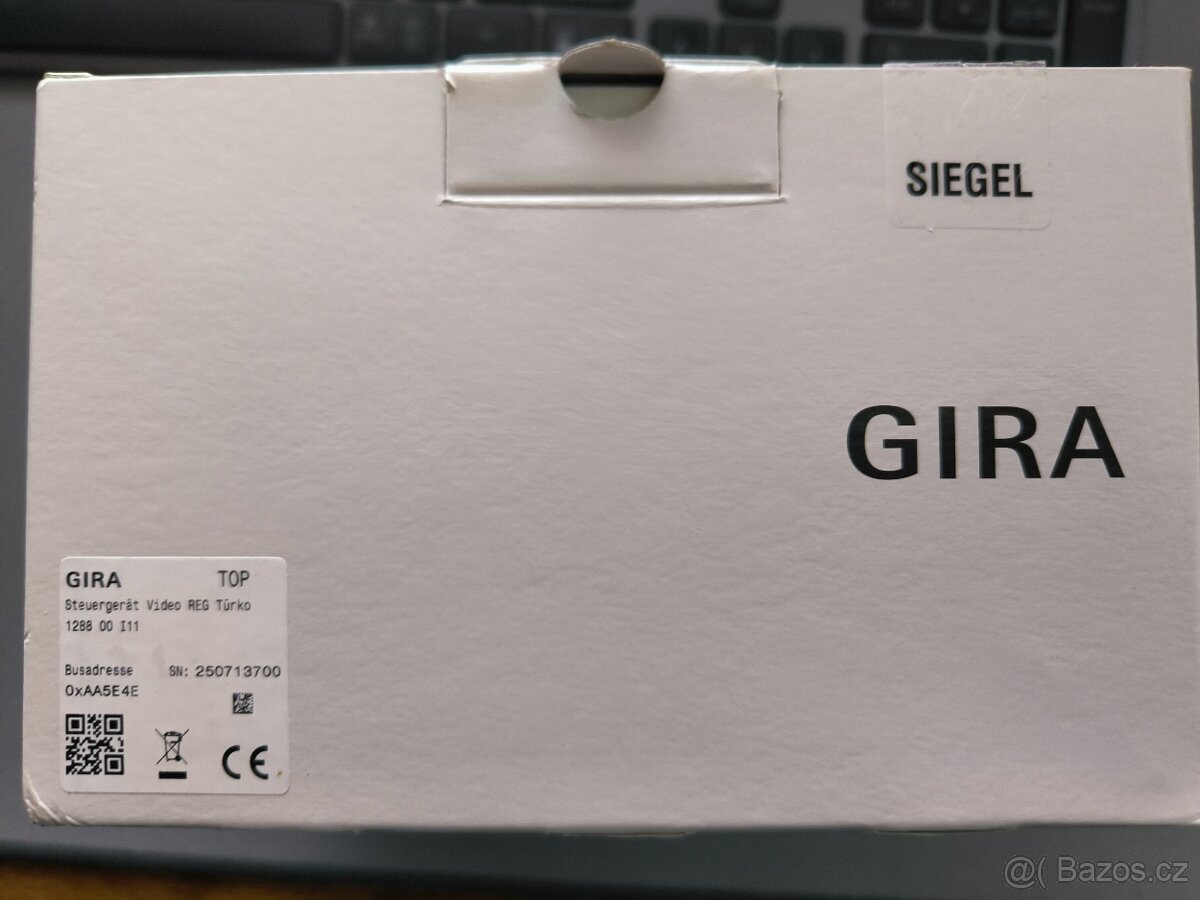 SIEGEL
GIRA
GIRA TOP
Steuergerät Video REG Türko
1288 00 I11
Busadresse SN: 250713700
0xAA5E4E
CE
@( Bazos.cz